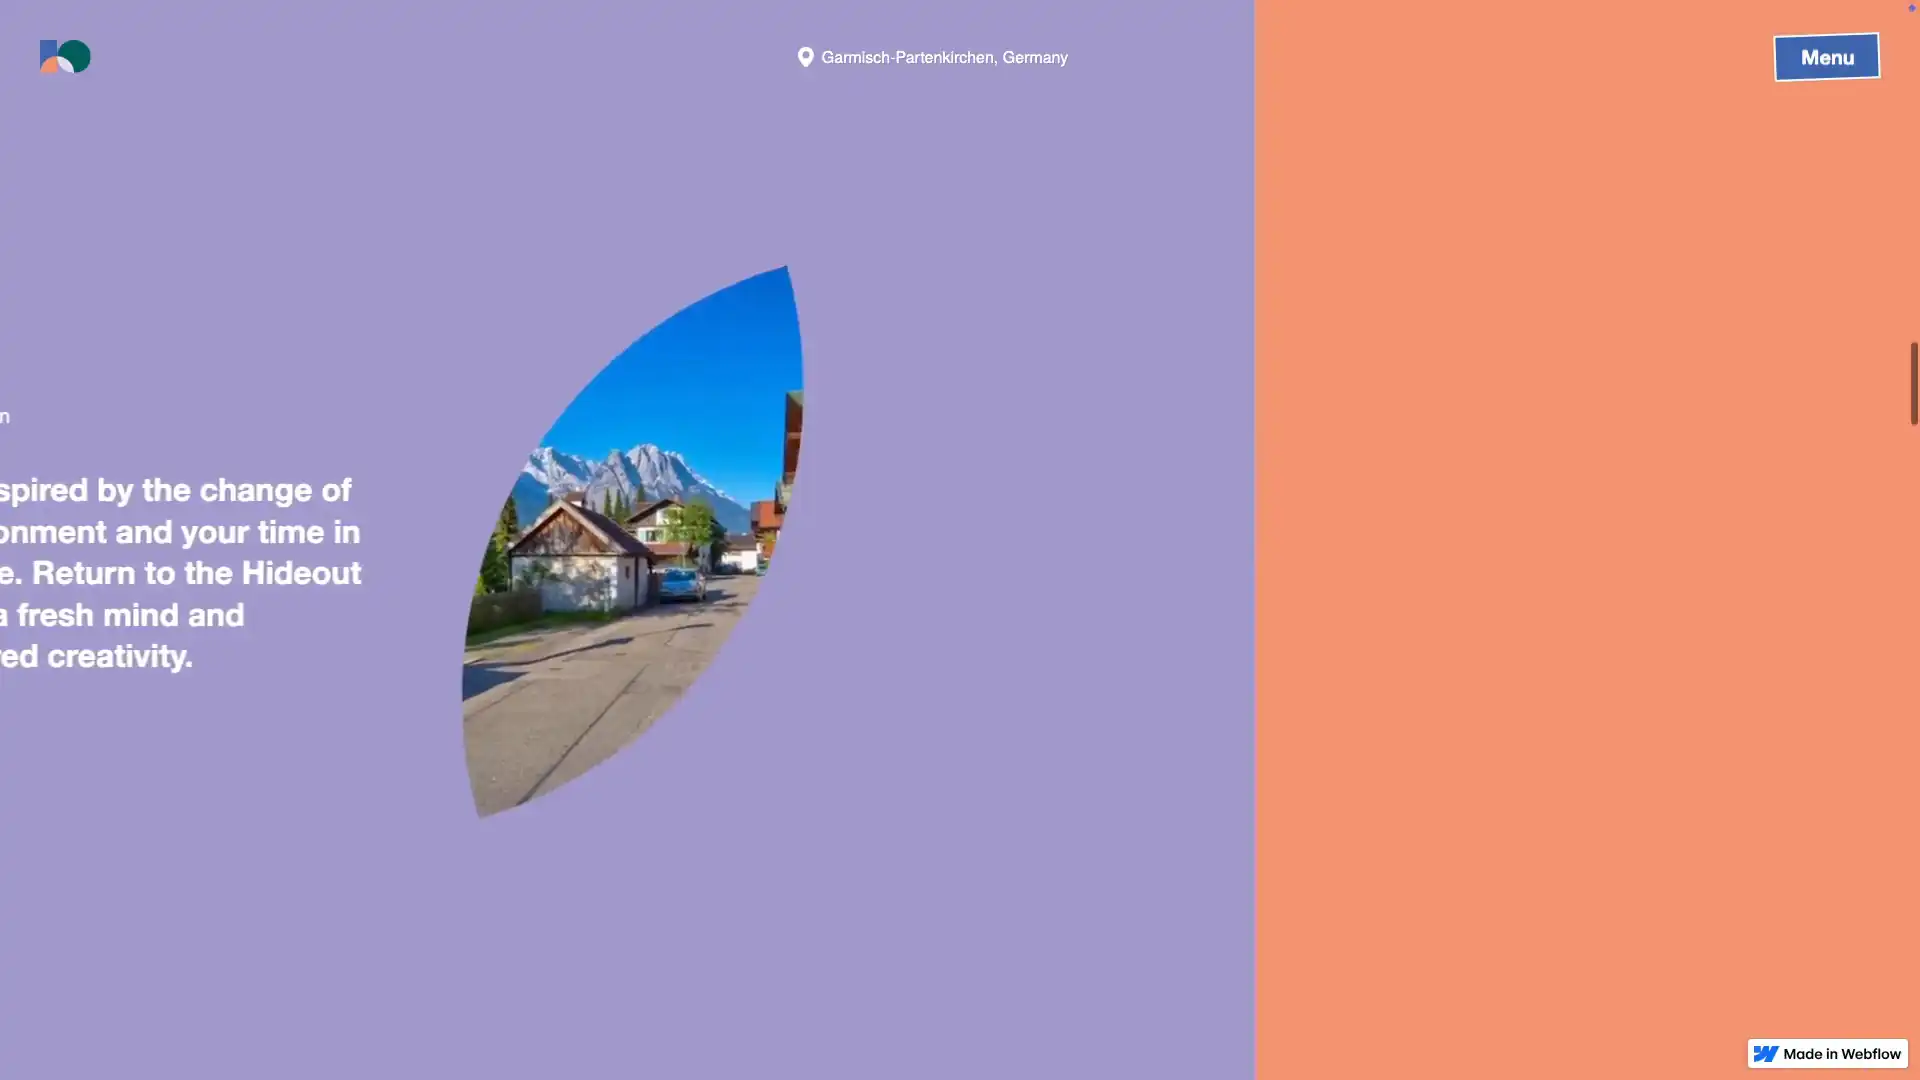 Garmisch-Partenkirchen, Germany
Menu
n
spired by the change of
onment and your time in
e. Return to the Hideout
a fresh mind and
red creativity.
Made in Webflow